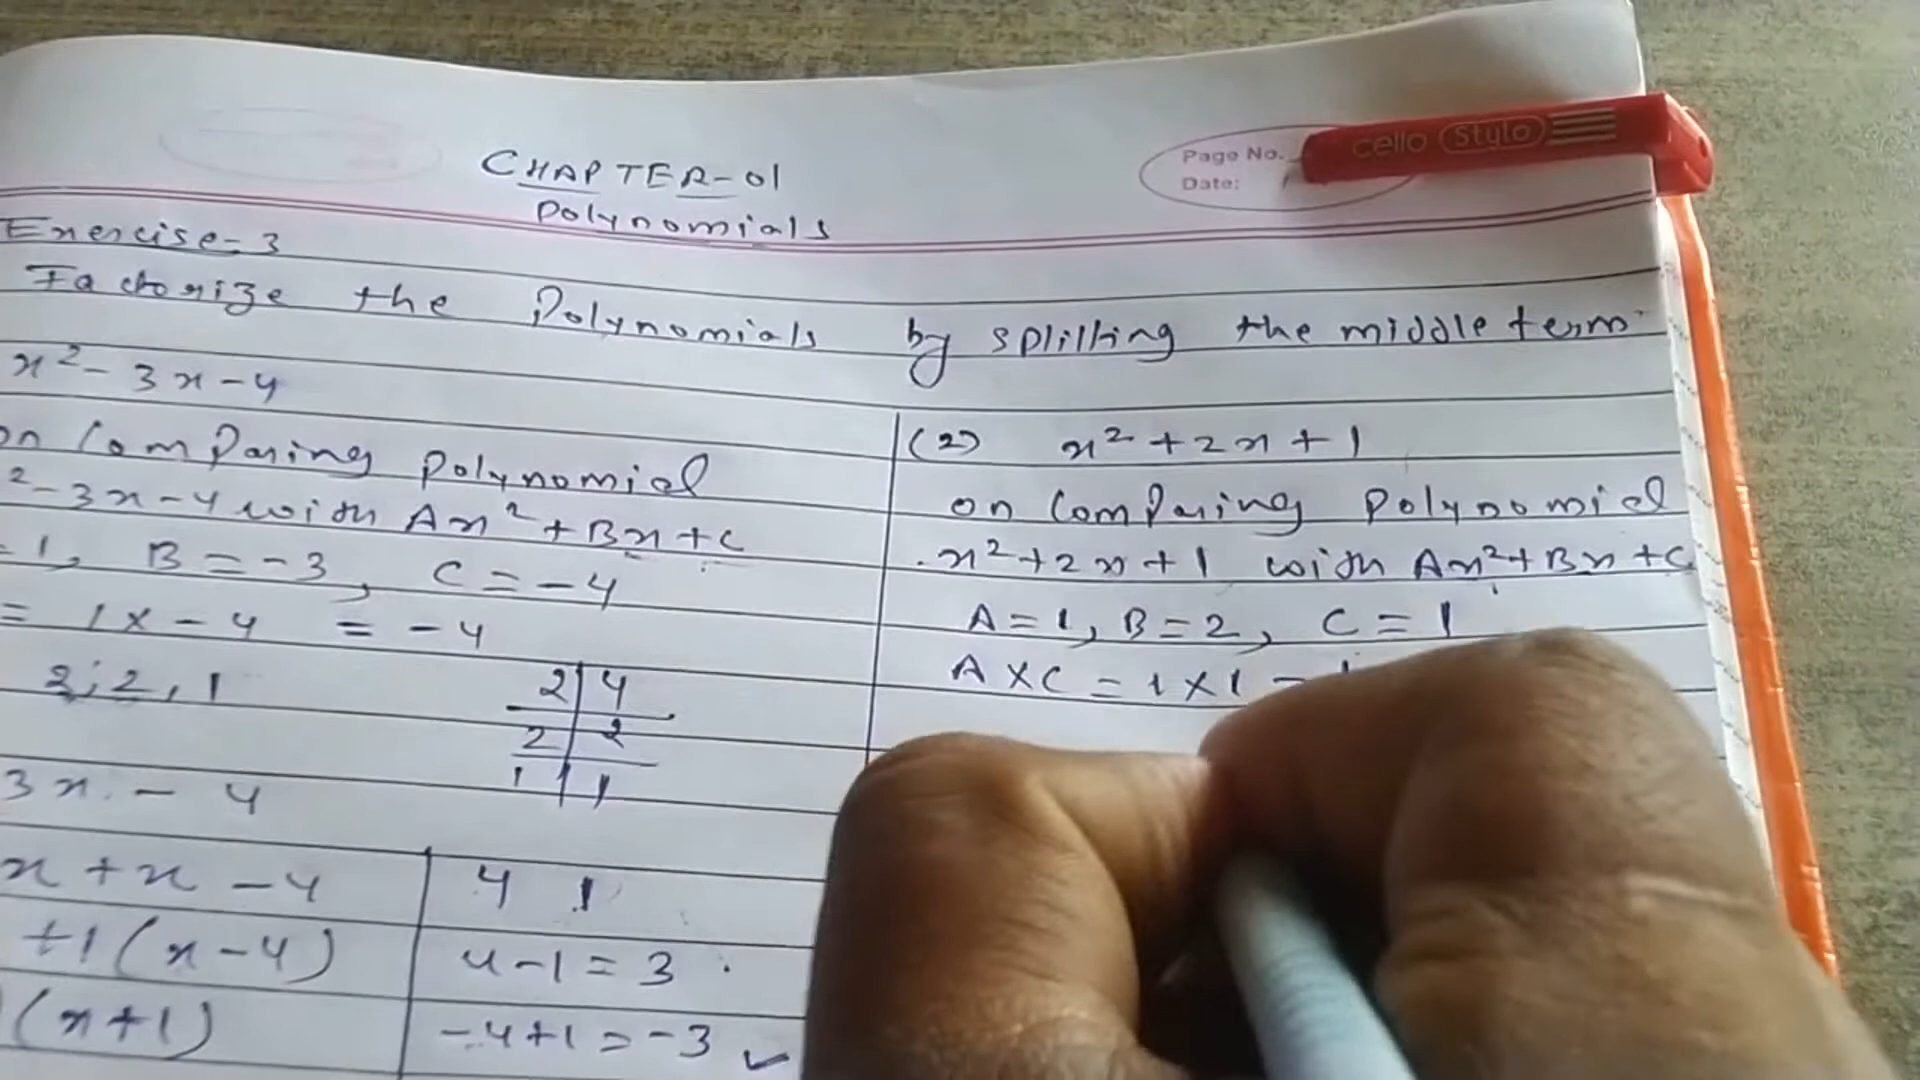 CHAPTER-01
Polynomials
Page No.
Date:
cello Stylo
Exercise-3
Factorize the Polynomials by splitting the middle term
x² - 3x - 4
on Comparing Polynomial
² - 3x - 4 with Ax² + Bx + C
= 1, B = -3, C = -4
= 1 x - 4 = -4
2, 2, 1
2 | 4
2 | 2
1 | 1
3x - 4
x + x - 4
+1(x-4)
(x+1)
4 1
4-1 = 3
-4+1 = -3 ✓
(2) x² + 2x + 1
on Comparing Polynomial
x² + 2x + 1 with Ax² + Bx + C
A = 1, B = 2, C = 1
A x C = 1 x 1 =